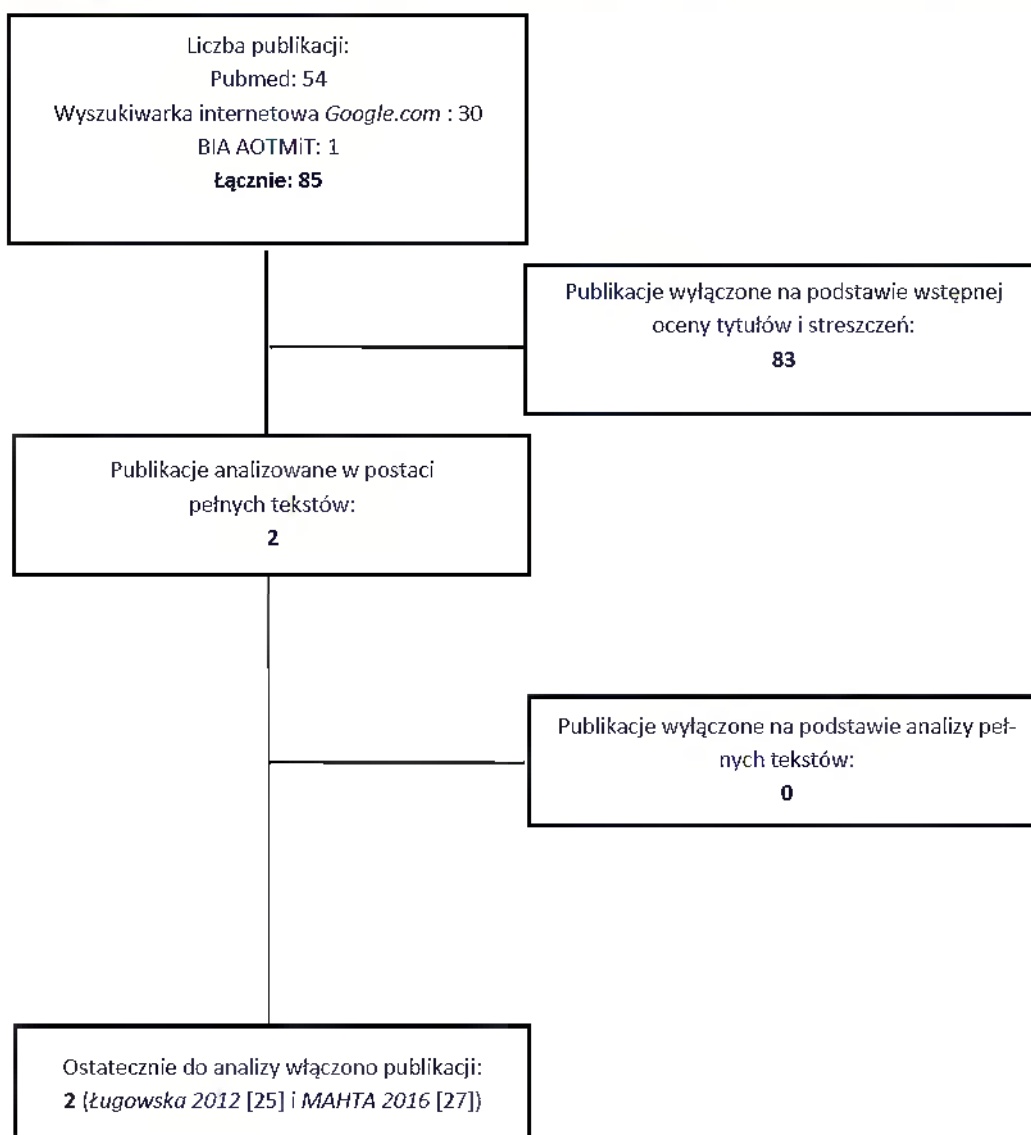 Liczba publikacji:
Pubmed: 54
Wyszukiwarka internetowa Google.com : 30
BIA AOTMiT: 1
Łącznie: 85
Publikacje wyłączone na podstawie wstępnej
oceny tytułów i streszczeń:
83
Publikacje analizowane w postaci
pełnych tekstów:
2
Publikacje wyłączone na podstawie analizy peł-
nych tekstów:
0
Ostatecznie do analizy włączono publikacji:
2 (Ługowska 2012 [25] i MAHTA 2016 [27])